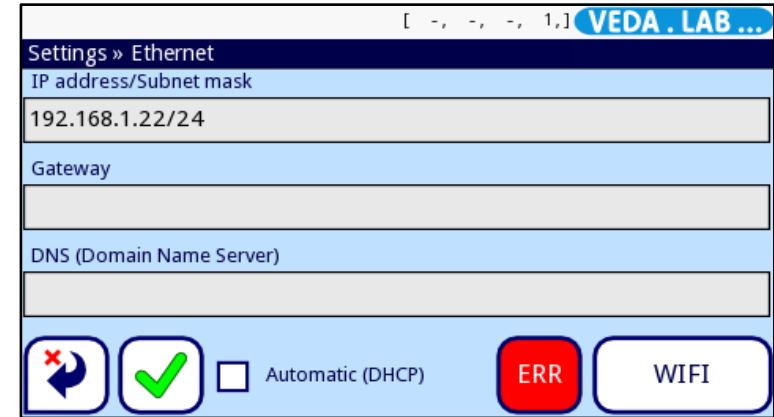 [ -, -, -, 1,] VEDA.LAB ...
Settings » Ethernet
IP address/Subnet mask
192.168.1.22/24
Gateway
DNS (Domain Name Server)
Automatic (DHCP) ERR WIFI